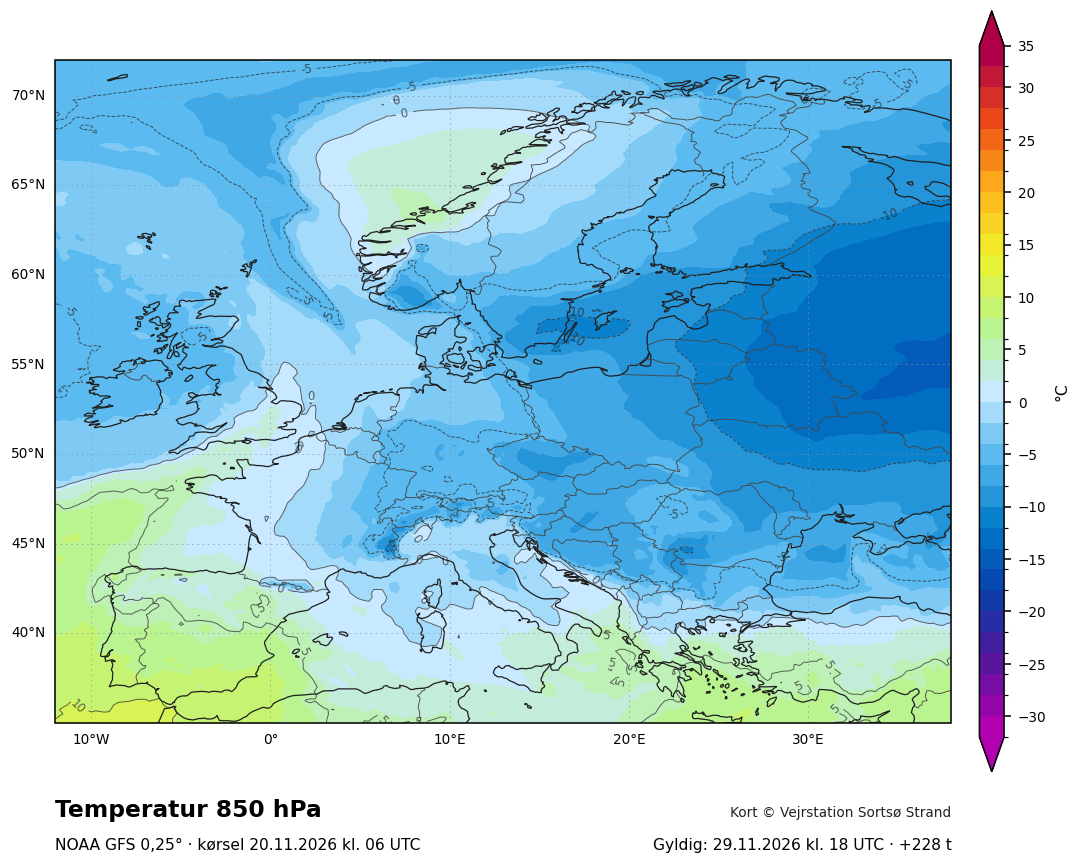 70°N
65°N
60°N
55°N
50°N
45°N
40°N
10°W
0°
10°E
20°E
30°E
35
30
25
20
15
10
5
0
−5
−10
−15
−20
−25
−30
°C
Temperatur 850 hPa
Kort © Vejrstation Sortsø Strand
NOAA GFS 0,25° · kørsel 20.11.2026 kl. 06 UTC
Gyldig: 29.11.2026 kl. 18 UTC · +228 t